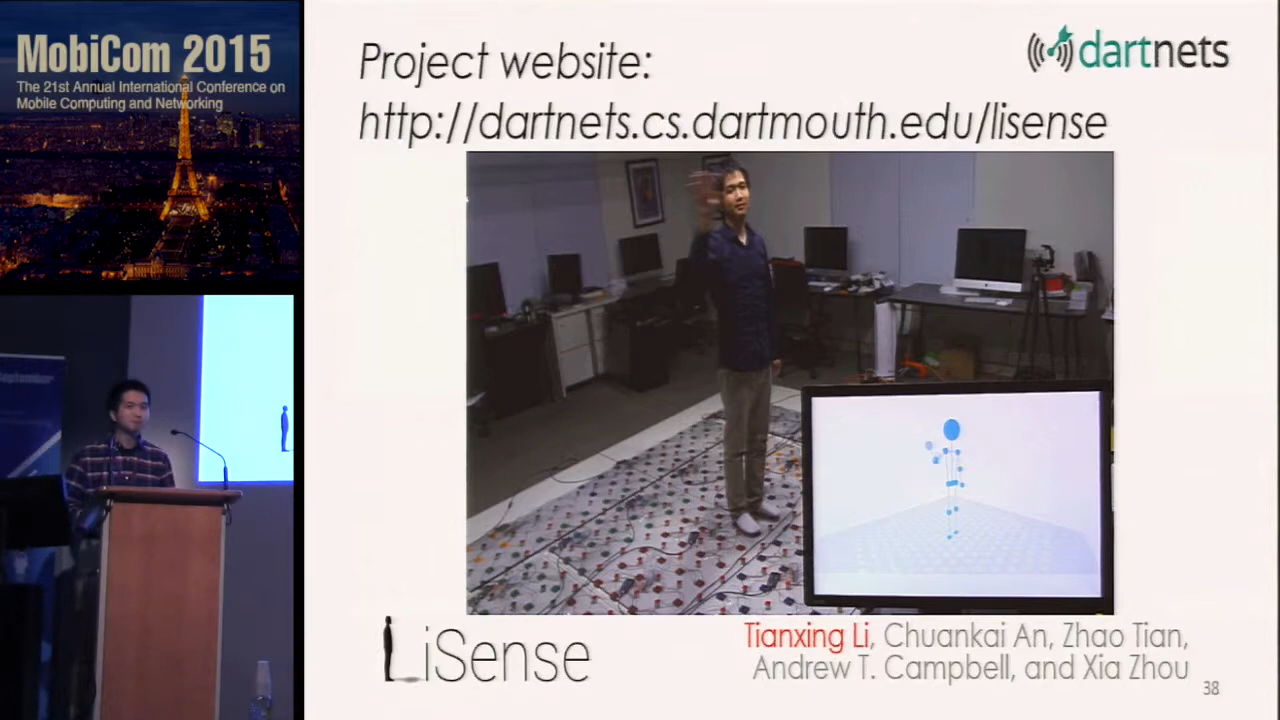 MobiCom 2015
The 21st Annual International Conference on
Mobile Computing and Networking
Project website:
http://dartnets.cs.dartmouth.edu/lisense
dartnets
LiSense
Tianxing Li, Chuankai An, Zhao Tian,
Andrew T. Campbell, and Xia Zhou
38